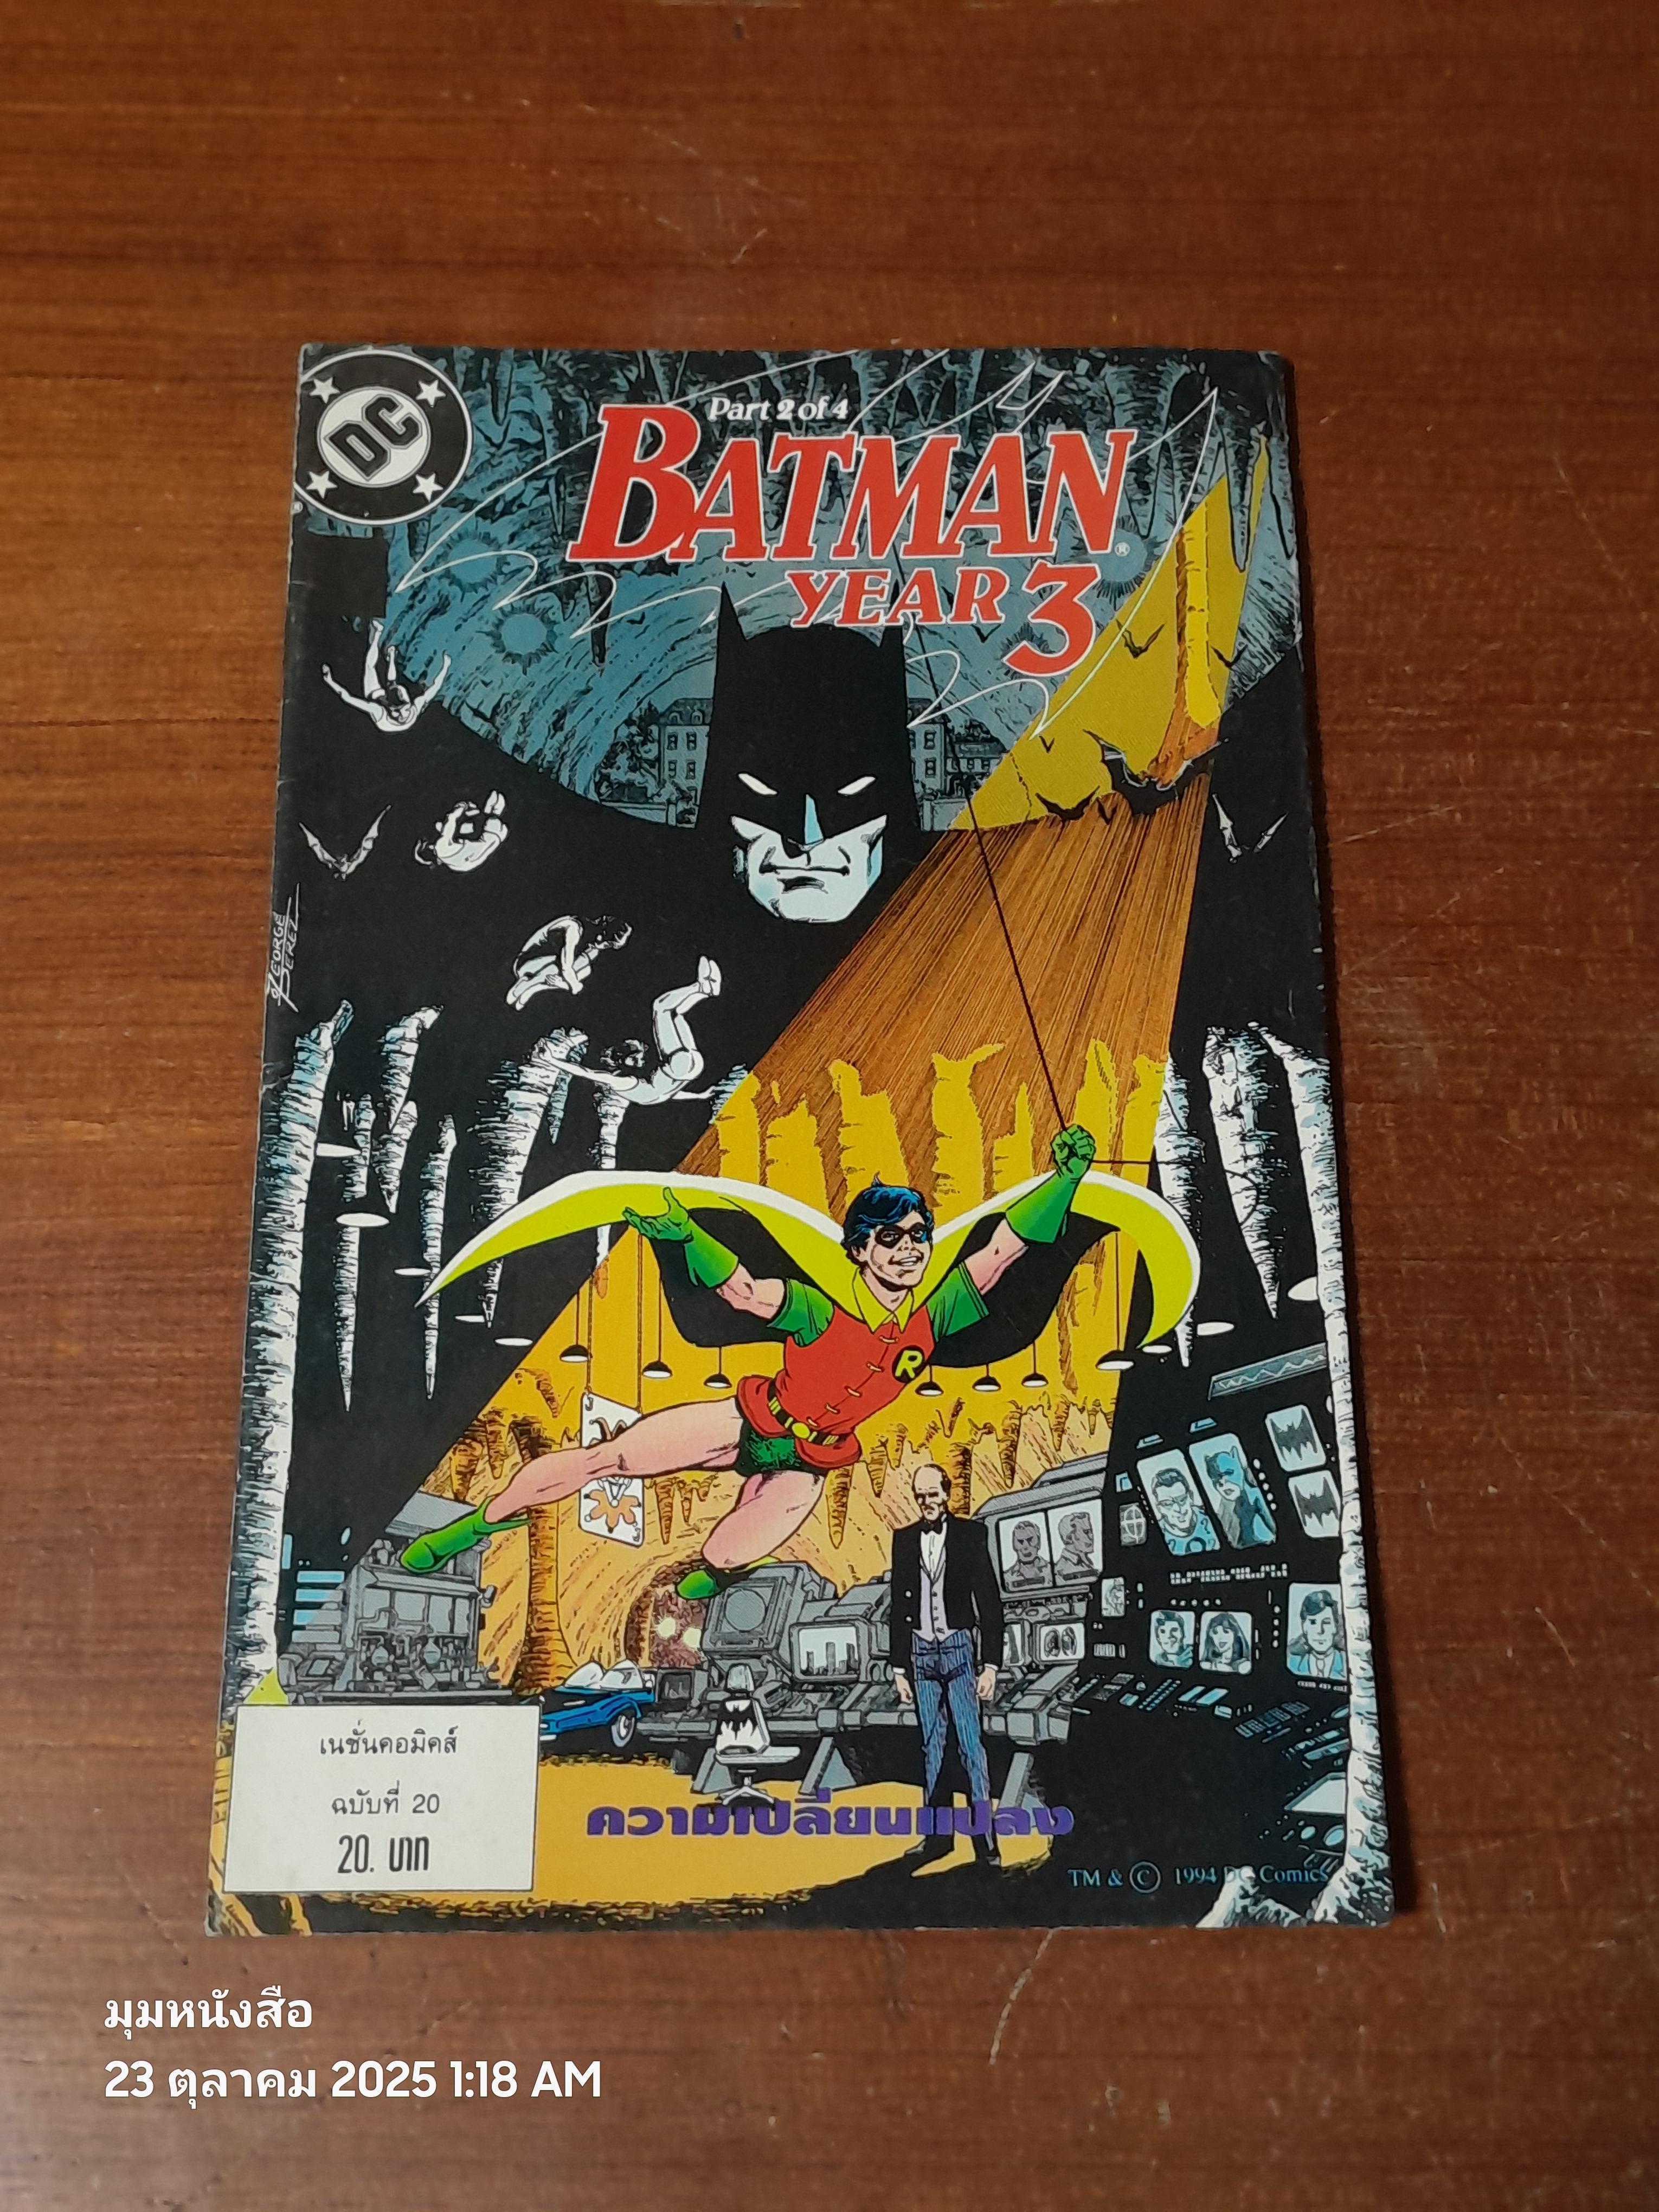 DC
Part 2 of 4
BATMAN®
YEAR 3
GEORGE
PEREZ
R
เนชั่นคอมิคส์
ฉบับที่ 20
20. บาท
ความเปลี่ยนแปลง
TM & © 1994 DC Comics
มุมหนังสือ
23 ตุลาคม 2025 1:18 AM